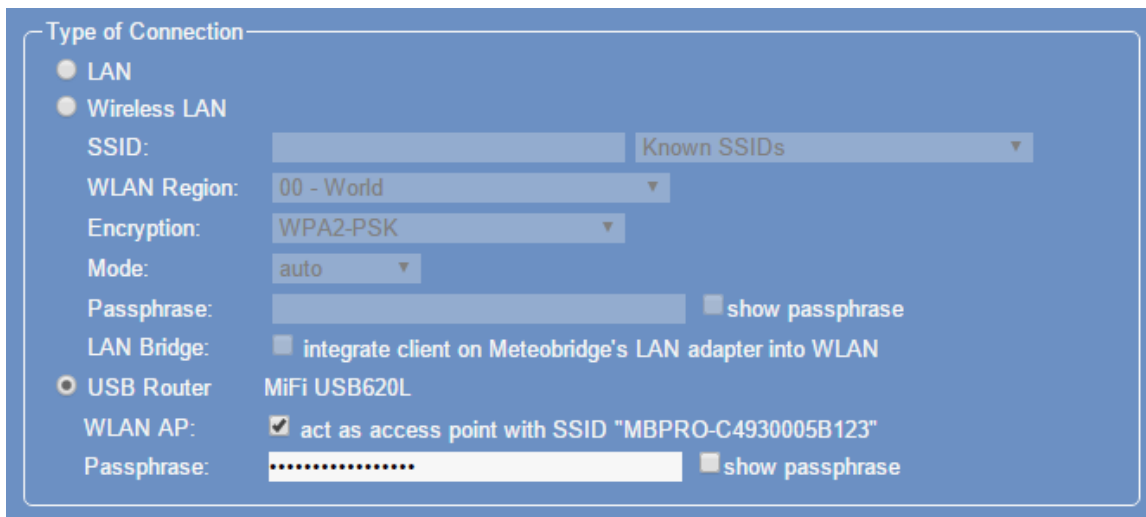 Type of Connection
LAN
Wireless LAN
SSID: Known SSIDs
WLAN Region: 00 - World
Encryption: WPA2-PSK
Mode: auto
Passphrase: show passphrase
LAN Bridge: integrate client on Meteobridge's LAN adapter into WLAN
USB Router MiFi USB620L
WLAN AP: act as access point with SSID "MBPRO-C4930005B123"
Passphrase: ••••••••••••••••• show passphrase